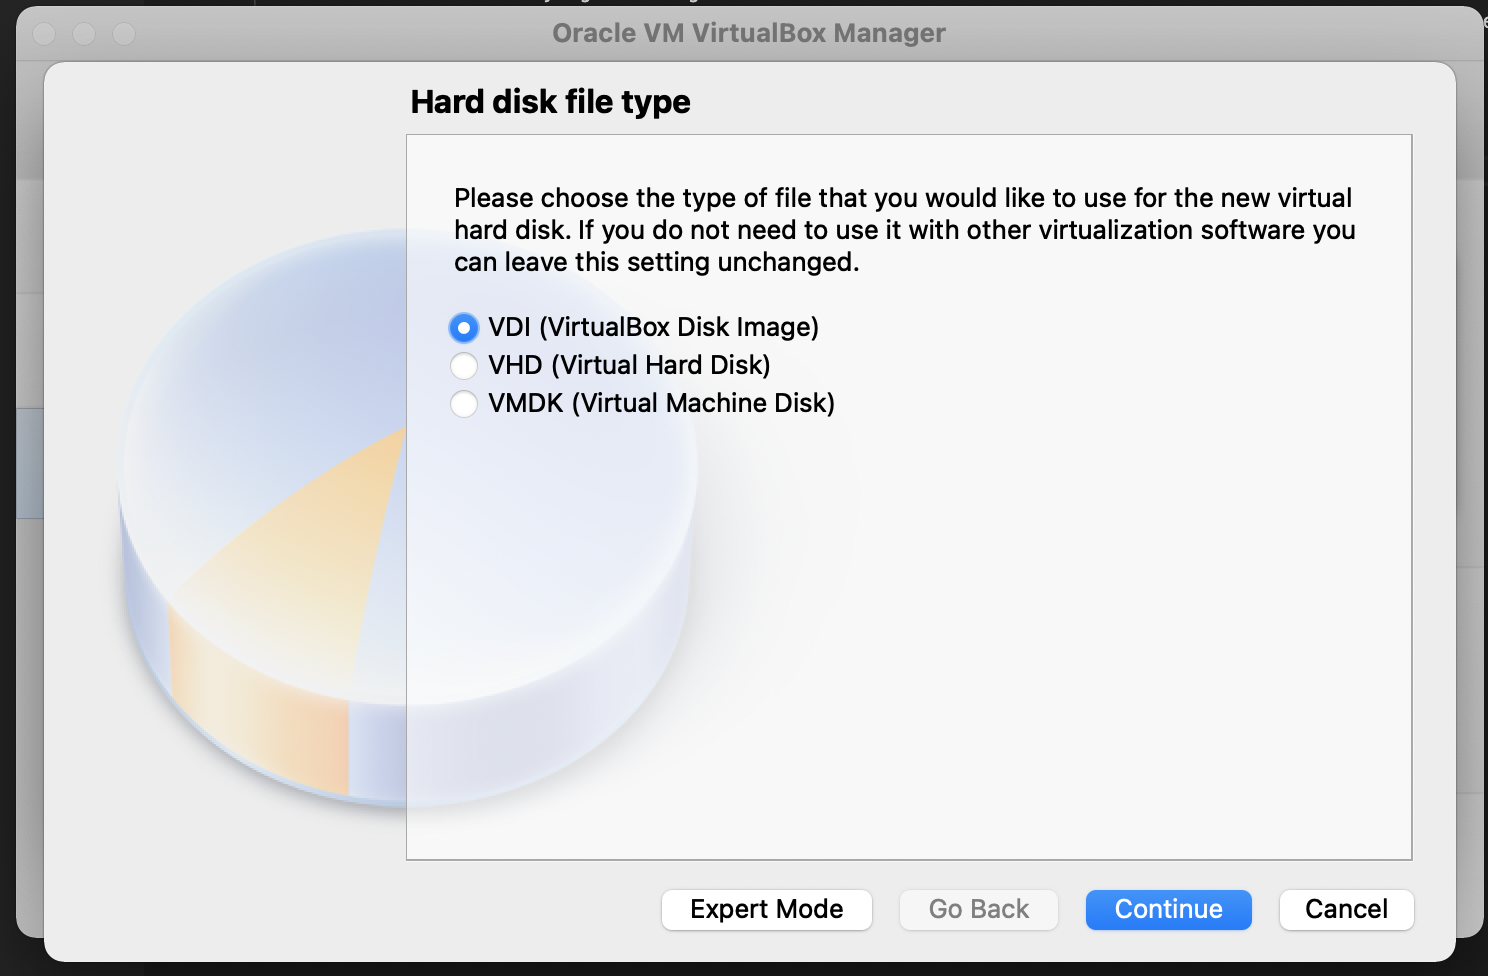 Oracle VM VirtualBox Manager
Hard disk file type
Please choose the type of file that you would like to use for the new virtual
hard disk. If you do not need to use it with other virtualization software you
can leave this setting unchanged.
VDI (VirtualBox Disk Image)
VHD (Virtual Hard Disk)
VMDK (Virtual Machine Disk)
Expert Mode
Go Back
Continue
Cancel